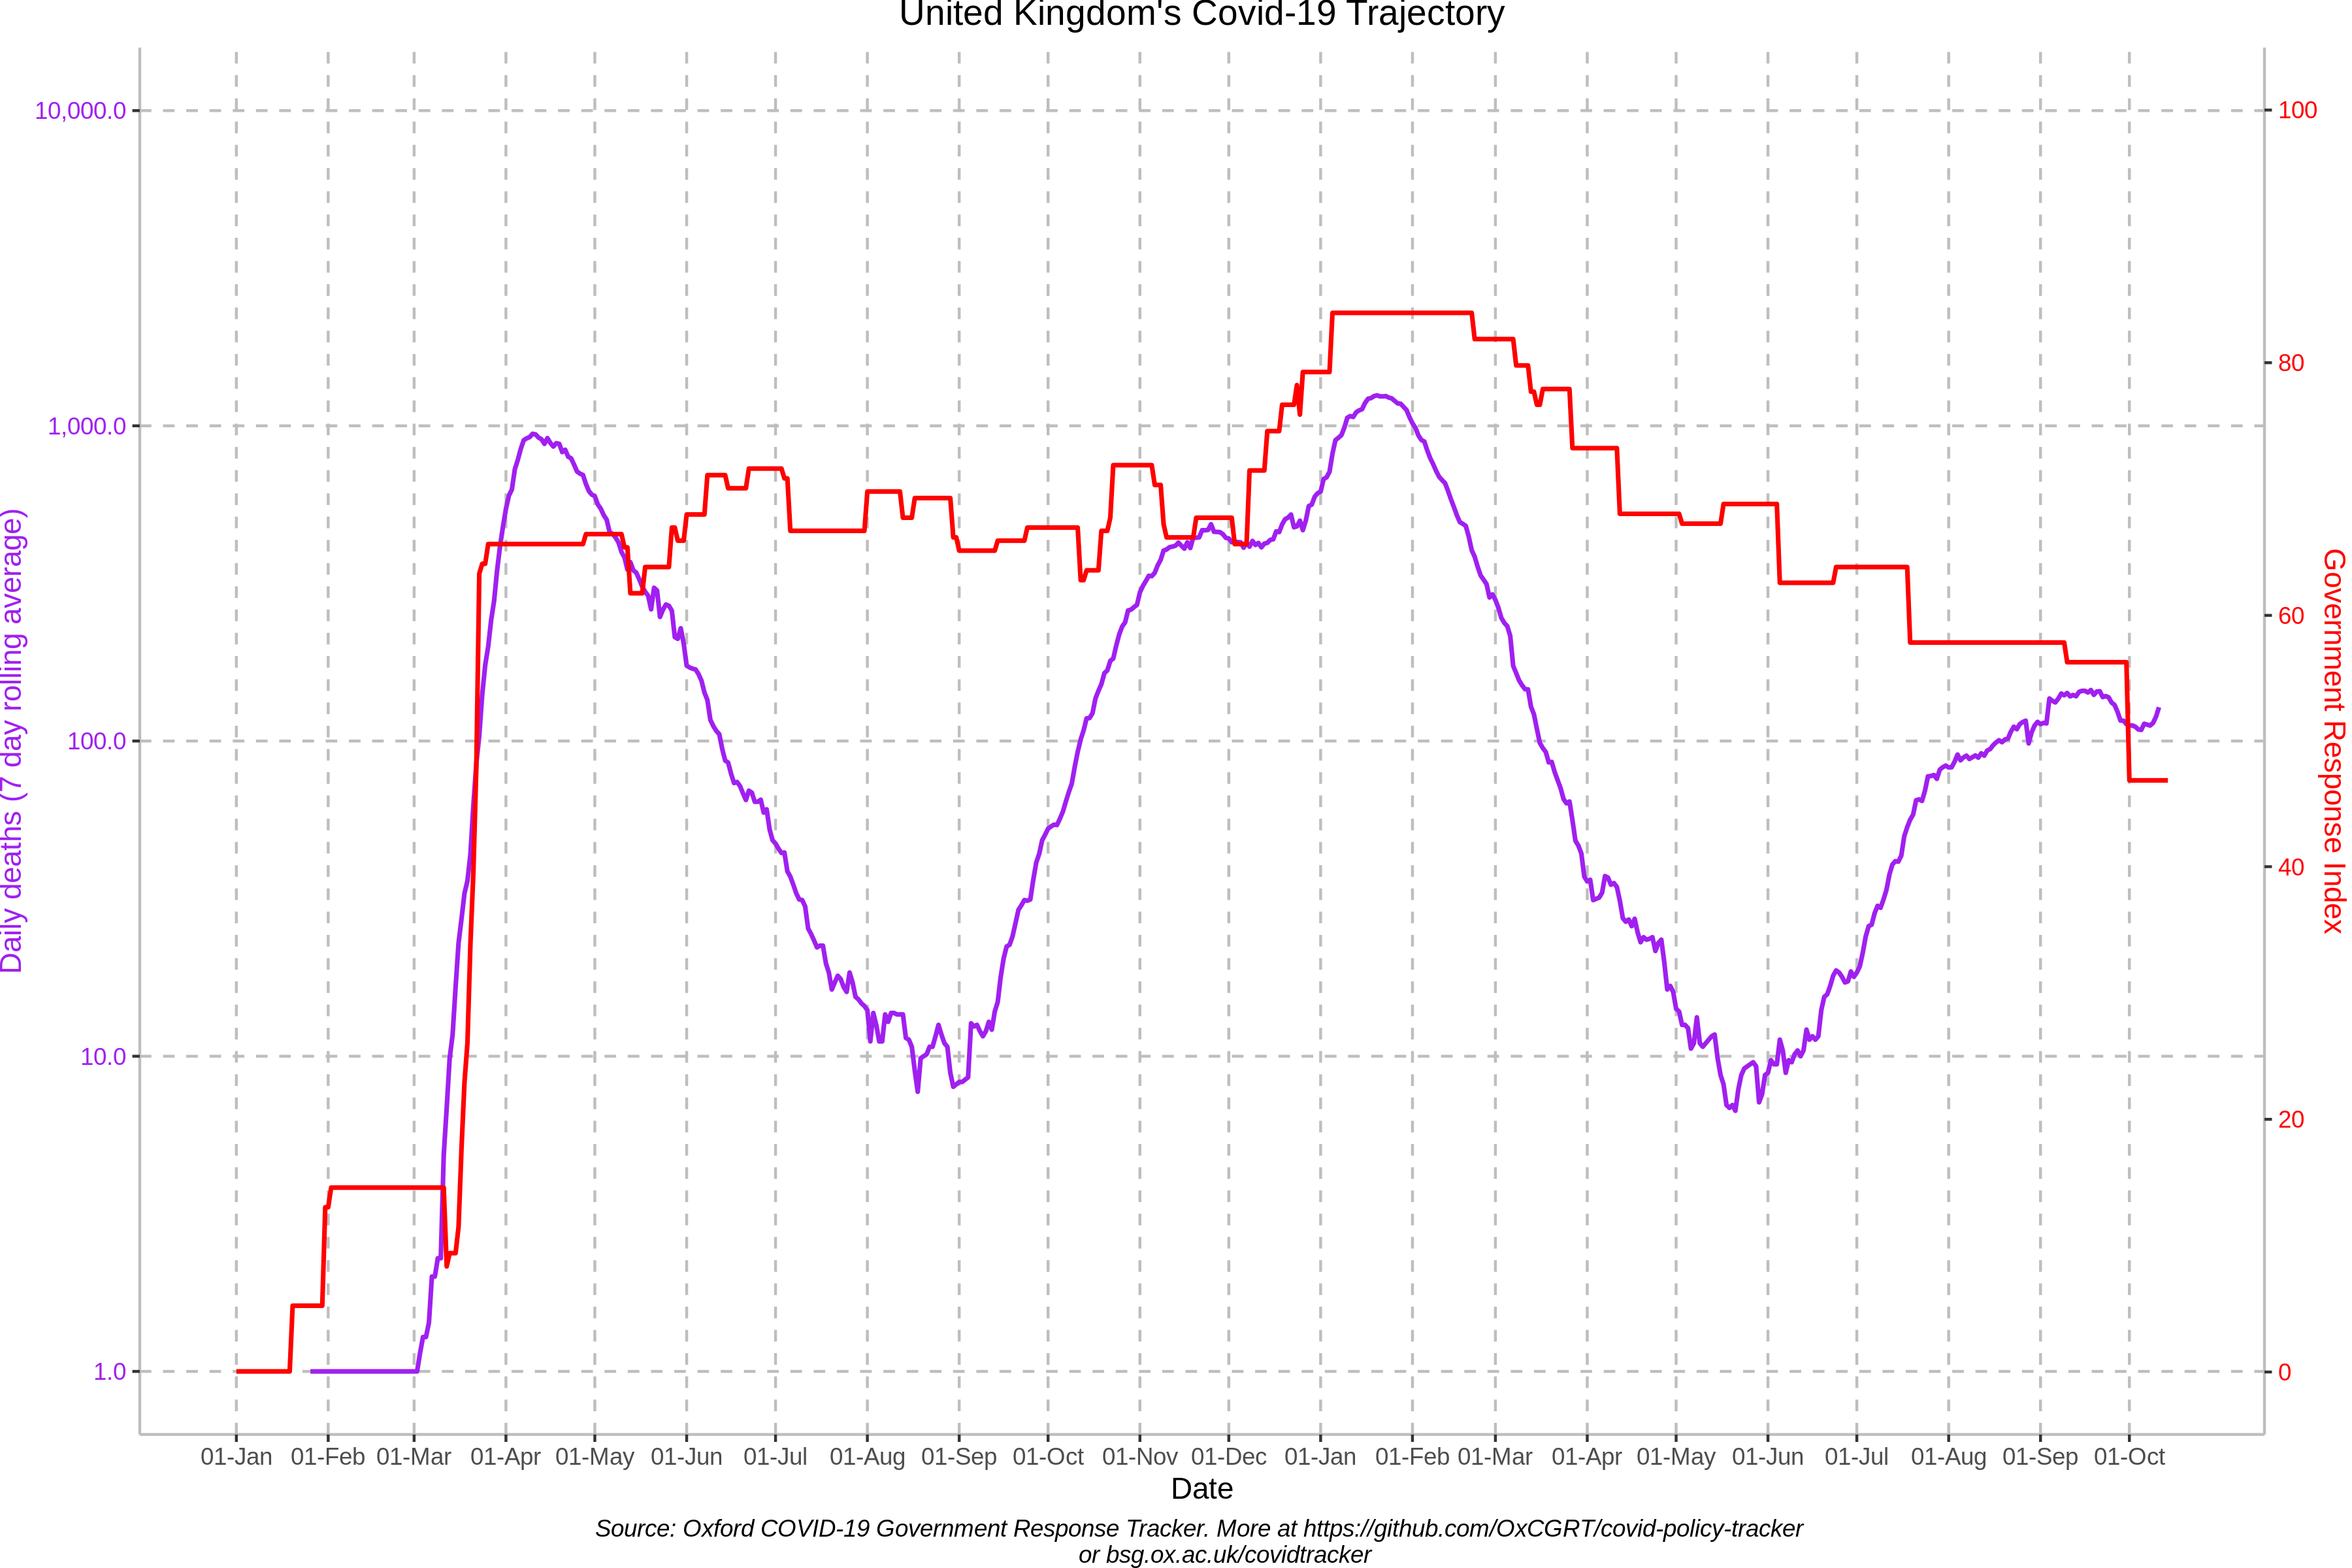 United Kingdom's Covid-19 Trajectory
10,000.0
1,000.0
100.0
10.0
1.0
Daily deaths (7 day rolling average)
100
80
60
40
20
0
Government Response Index
01-Jan 01-Feb 01-Mar 01-Apr 01-May 01-Jun 01-Jul 01-Aug 01-Sep 01-Oct 01-Nov 01-Dec 01-Jan 01-Feb 01-Mar 01-Apr 01-May 01-Jun 01-Jul 01-Aug 01-Sep 01-Oct
Date
Source: Oxford COVID-19 Government Response Tracker. More at https://github.com/OxCGRT/covid-policy-tracker
or bsg.ox.ac.uk/covidtracker